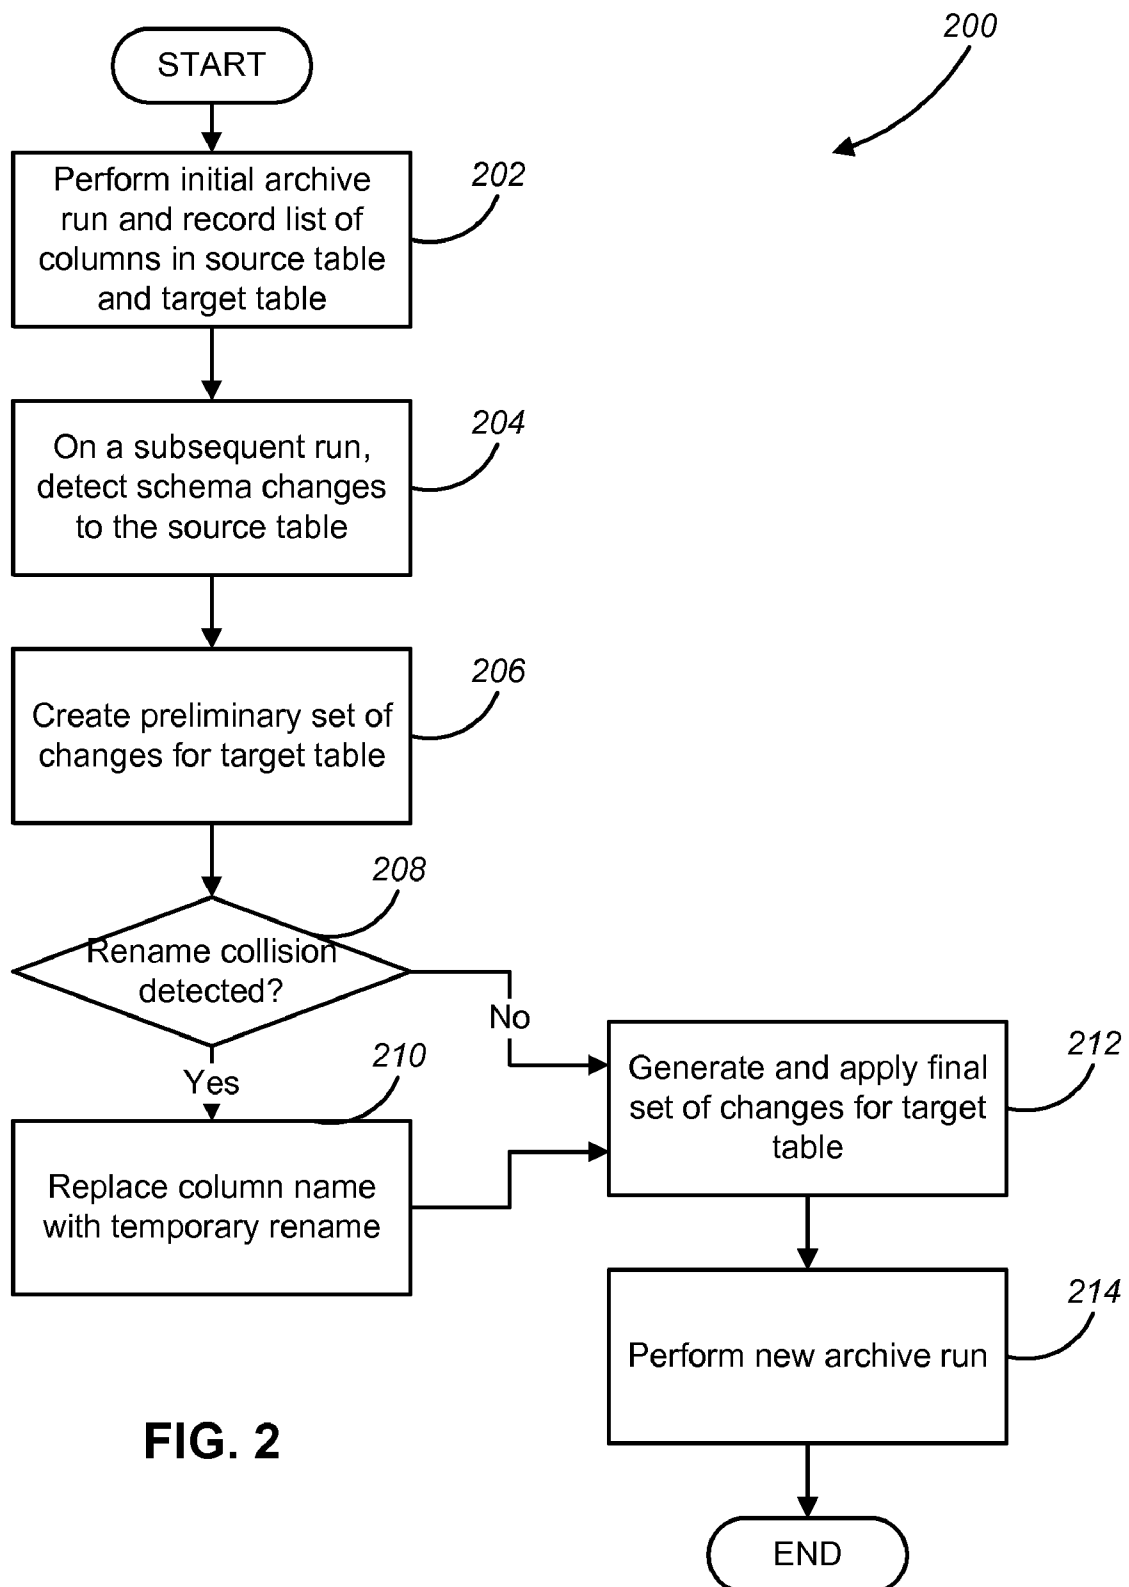 200
START
Perform initial archive
run and record list of
columns in source table
and target table
202
On a subsequent run,
detect schema changes
to the source table
204
Create preliminary set of
changes for target table
206
Rename collision
detected?
208
No
Yes
Replace column name
with temporary rename
210
Generate and apply final
set of changes for target
table
212
Perform new archive run
214
END
FIG. 2